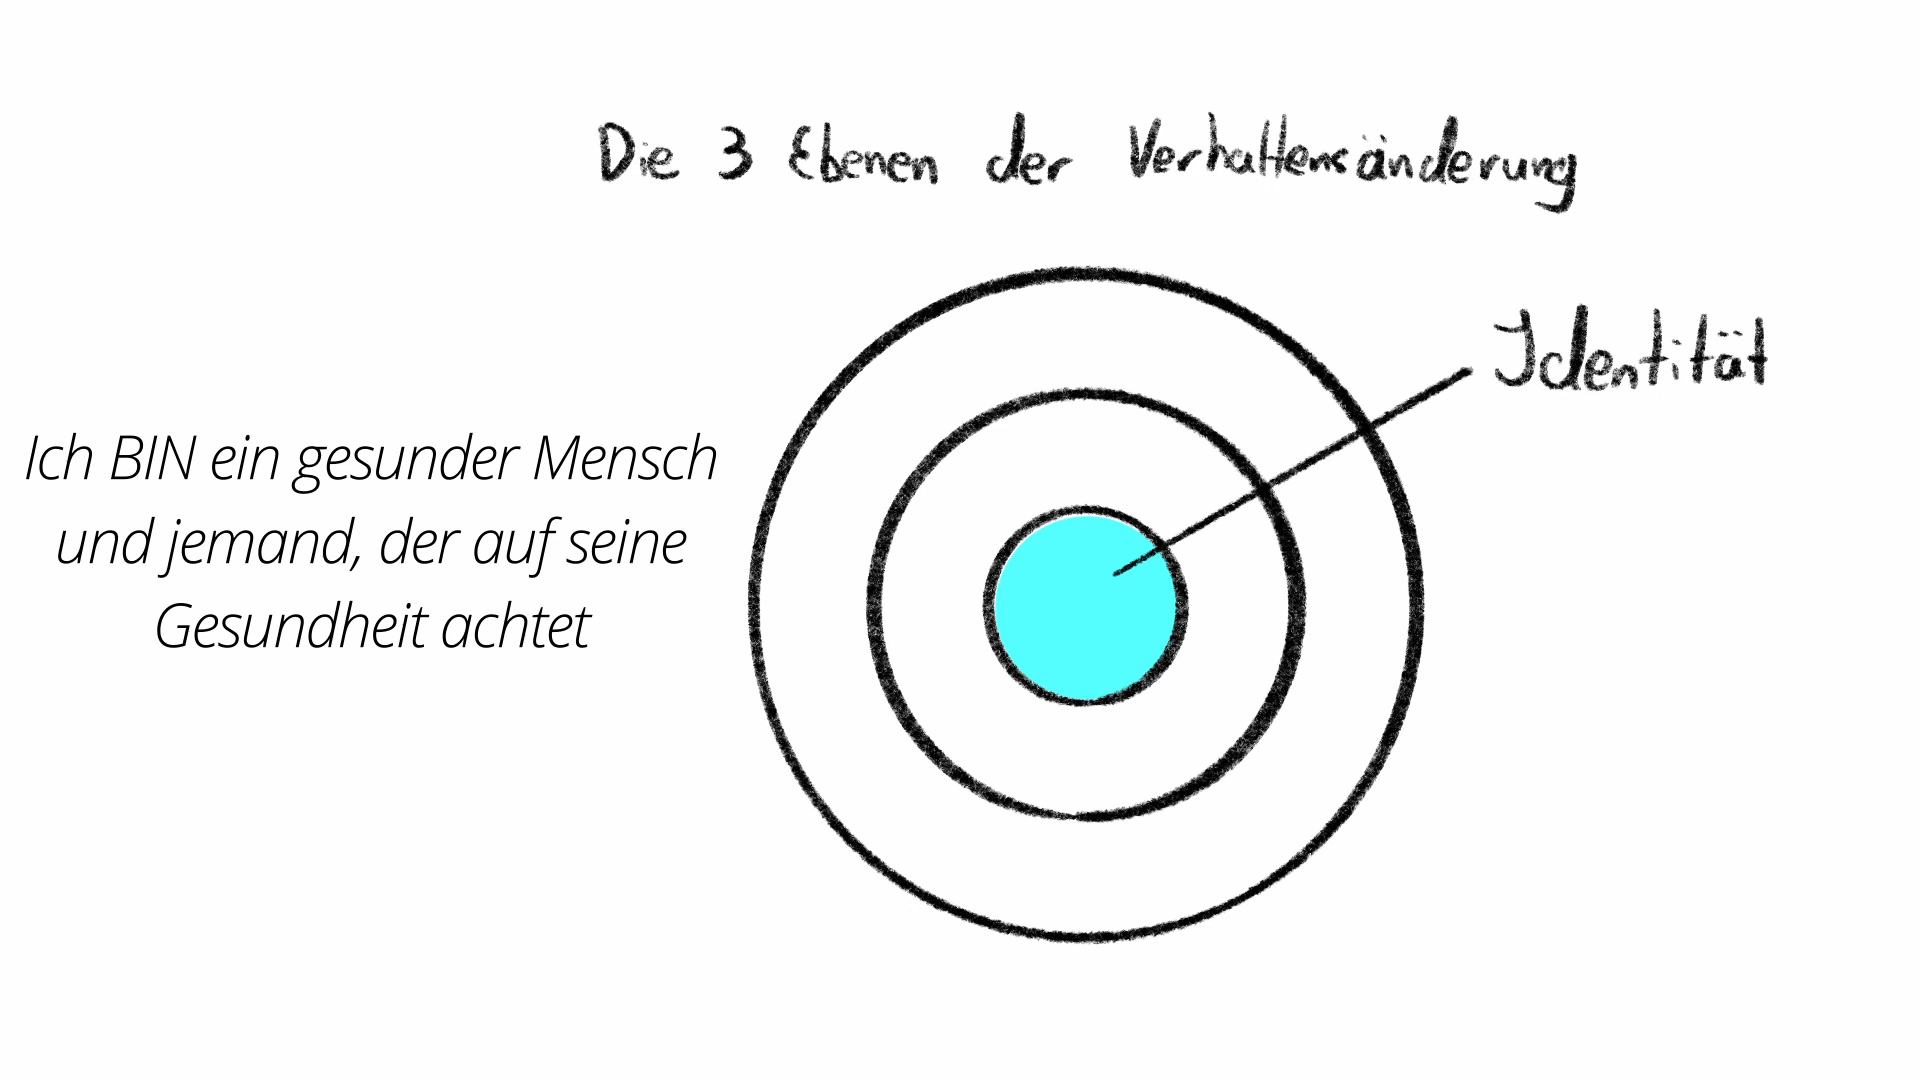 Die 3 Ebenen der Verhaltensänderung
Identität
Ich BIN ein gesunder Mensch
und jemand, der auf seine
Gesundheit achtet